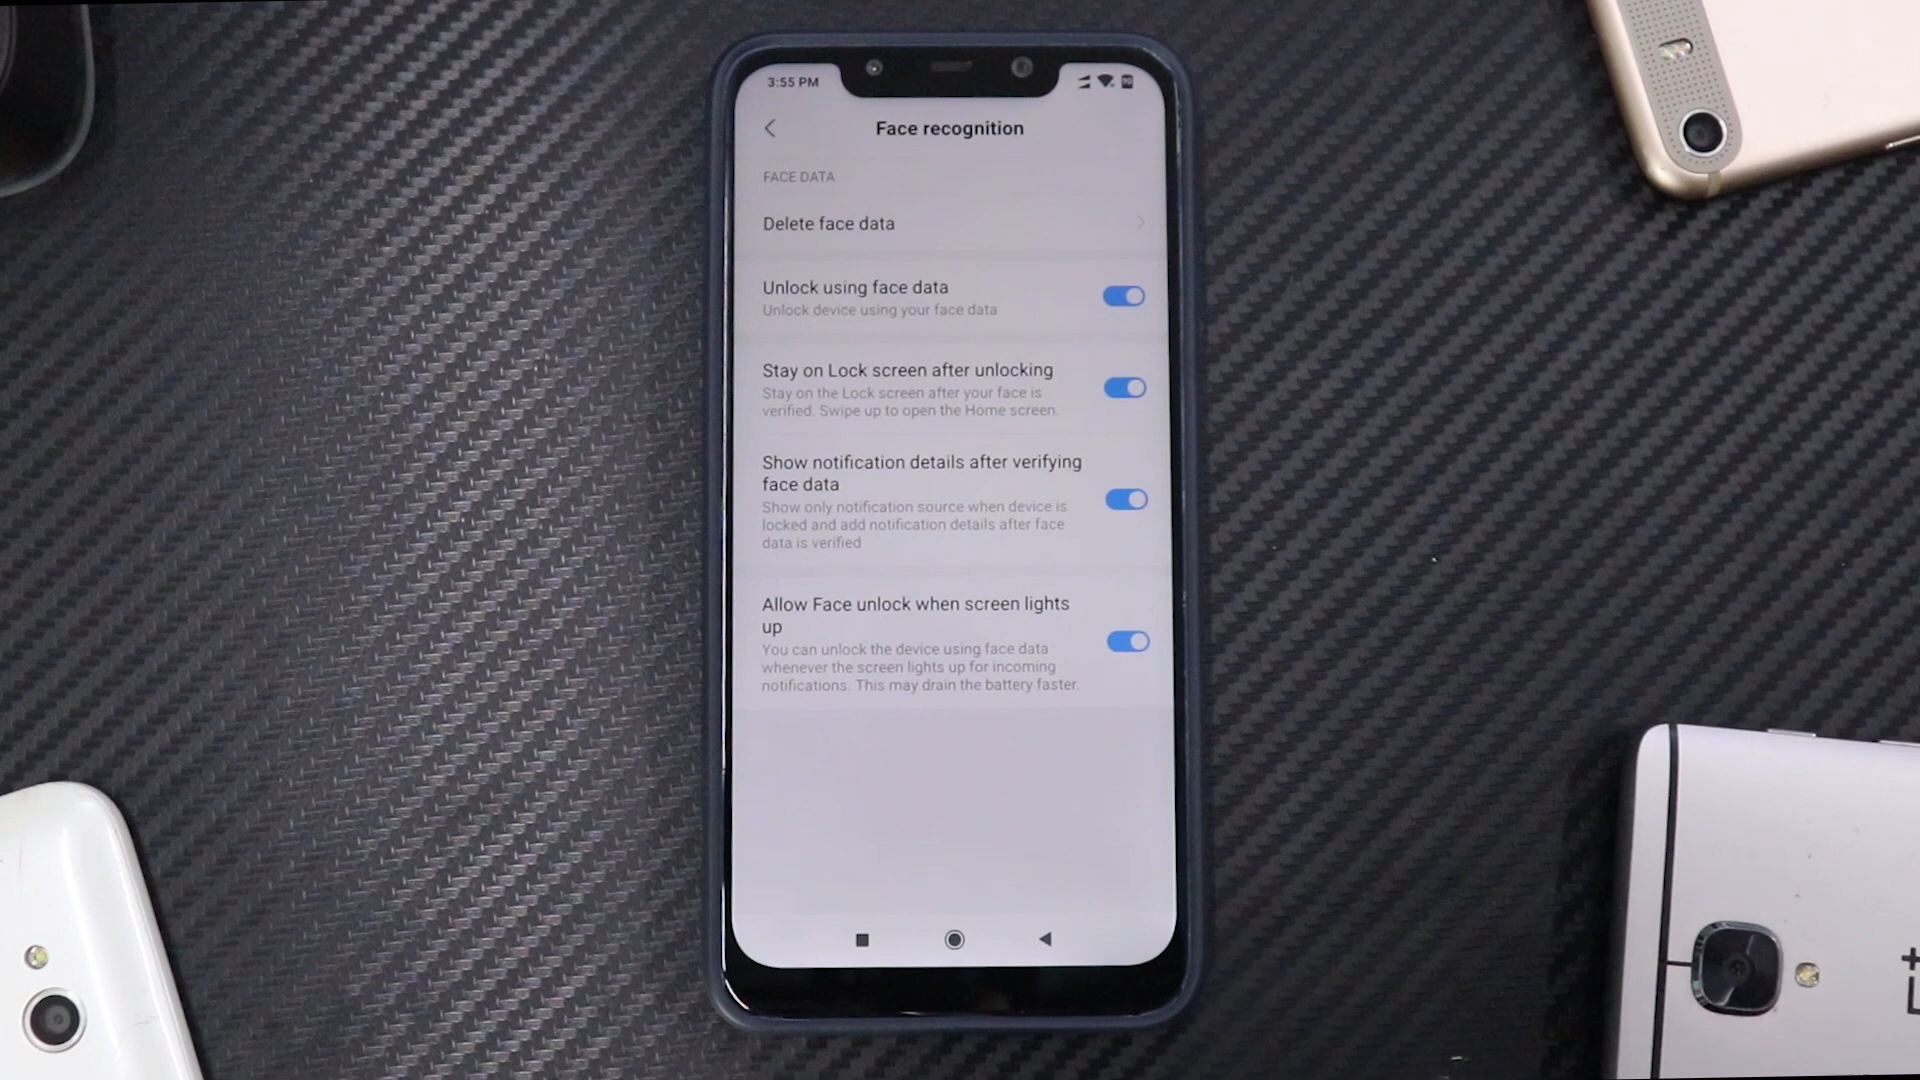 3:55 PM
Face recognition
FACE DATA
Delete face data
Unlock using face data
Unlock device using your face data
Stay on Lock screen after unlocking
Stay on the Lock screen after your face is
verified. Swipe up to open the Home screen.
Show notification details after verifying
face data
Show only notification source when device is
locked and add notification details after face
data is verified
Allow Face unlock when screen lights
up
You can unlock the device using face data
whenever the screen lights up for incoming
notifications. This may drain the battery faster.